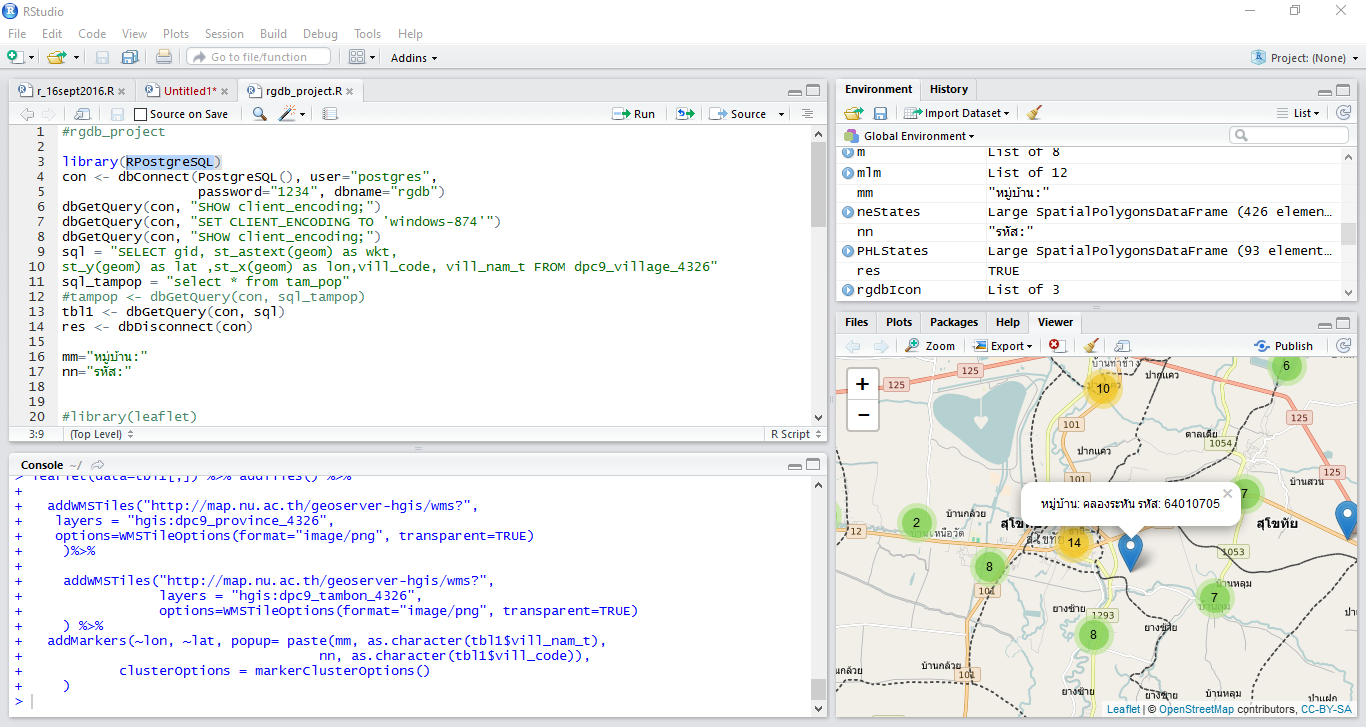 RStudio
File Edit Code View Plots Session Build Debug Tools Help
Go to file/function Addins Project: (None)
r_16sept2016.R Untitled1* rgdb_project.R
Source on Save Run Source
1 #rgdb_project
2
3 library(RPostgreSQL)
4 con <- dbConnect(PostgreSQL(), user="postgres",
5 password="1234", dbname="rgdb")
6 dbGetQuery(con, "SHOW client_encoding;")
7 dbGetQuery(con, "SET CLIENT_ENCODING TO 'windows-874'")
8 dbGetQuery(con, "SHOW client_encoding;")
9 sql = "SELECT gid, st_astext(geom) as wkt,
10 st_y(geom) as lat ,st_x(geom) as lon,vill_code, vill_nam_t FROM dpc9_village_4326"
11 sql_tampop = "select * from tam_pop"
12 #tampop <- dbGetQuery(con, sql_tampop)
13 tbl1 <- dbGetQuery(con, sql)
14 res <- dbDisconnect(con)
15
16 mm="หมู่บ้าน:"
17 nn="รหัส:"
18
19
20 #library(leaflet)
3:9 (Top Level) R Script
Console ~/
> leaflet(data=tbl1[,]) %>% addTiles() %>%
+
+ addWMSTiles("http://map.nu.ac.th/geoserver-hgis/wms?",
+ layers = "hgis:dpc9_province_4326",
+ options=WMSTileOptions(format="image/png", transparent=TRUE)
+ )%>%
+
+ addWMSTiles("http://map.nu.ac.th/geoserver-hgis/wms?",
+ layers = "hgis:dpc9_tambon_4326",
+ options=WMSTileOptions(format="image/png", transparent=TRUE)
+ ) %>%
+ addMarkers(~lon, ~lat, popup= paste(mm, as.character(tbl1$vill_nam_t),
+ nn, as.character(tbl1$vill_code)),
+ clusterOptions = markerClusterOptions()
+ )
>
Environment History
Import Dataset List
Global Environment
m List of 8
mlm List of 12
mm "หมู่บ้าน:"
neStates Large SpatialPolygonsDataFrame (426 elemen…
nn "รหัส:"
PHLStates Large SpatialPolygonsDataFrame (93 element…
res TRUE
rgdbIcon List of 3
Files Plots Packages Help Viewer
Zoom Export Publish
+
−
บ้านท่าช้าง
ปากแคว
6
125
125
10
101
125
ตาลเตี้ย
1054
ปากแคว
125
บ้านสวน
7
หมู่บ้าน: คลองระหัน รหัส: 64010705
×
บ้านกล้วย
2
สุโขทัย
12
14
1053
8
101
บ้านหลุม
7
ยางซ้าย
1293
ยางซ้าย
8
บ้านกล้วย
บ้านกล้วย
101
ยางซ้าย
บ้านหลุม
ปาแฝก
Leaflet | © OpenStreetMap contributors, CC-BY-SA